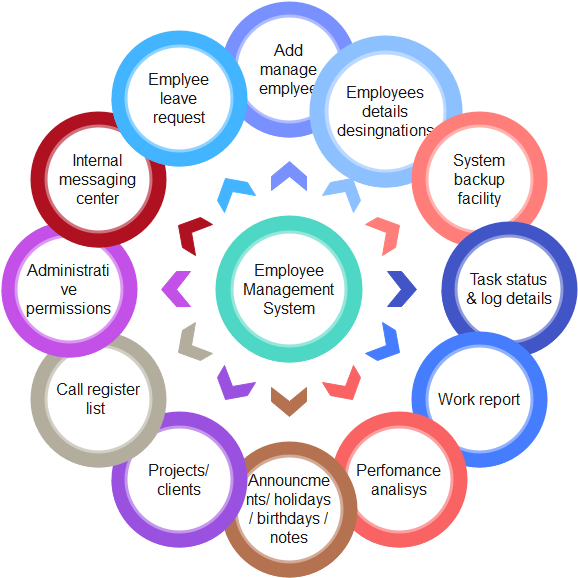 Add
manage
emplyee
Employees
details
desingnations
System
backup
facility
Task status
& log details
Work report
Perfomance
analisys
Announcme
nts/ holidays
/ birthdays /
notes
Projects/
clients
Call register
list
Administrati
ve
permissions
Internal
messaging
center
Emplyee
leave
request
Employee
Management
System